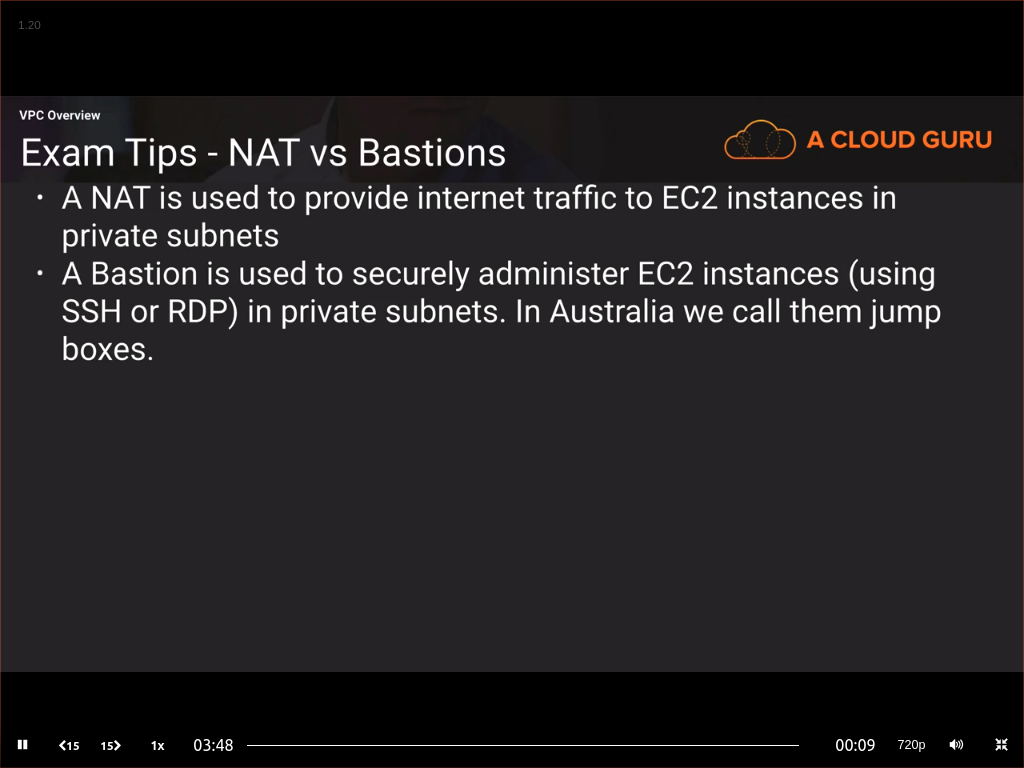 1.20
VPC Overview
Exam Tips - NAT vs Bastions
A CLOUD GURU
• A NAT is used to provide internet traffic to EC2 instances in
private subnets
• A Bastion is used to securely administer EC2 instances (using
SSH or RDP) in private subnets. In Australia we call them jump
boxes.
15 15 1x 03:48 00:09 720p